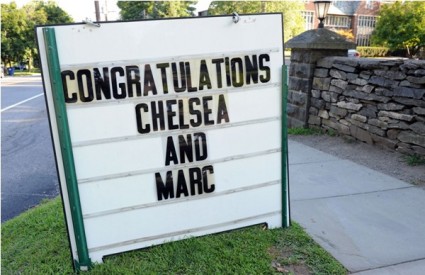 CONGRATULATIONS
CHELSEA
AND
MARC